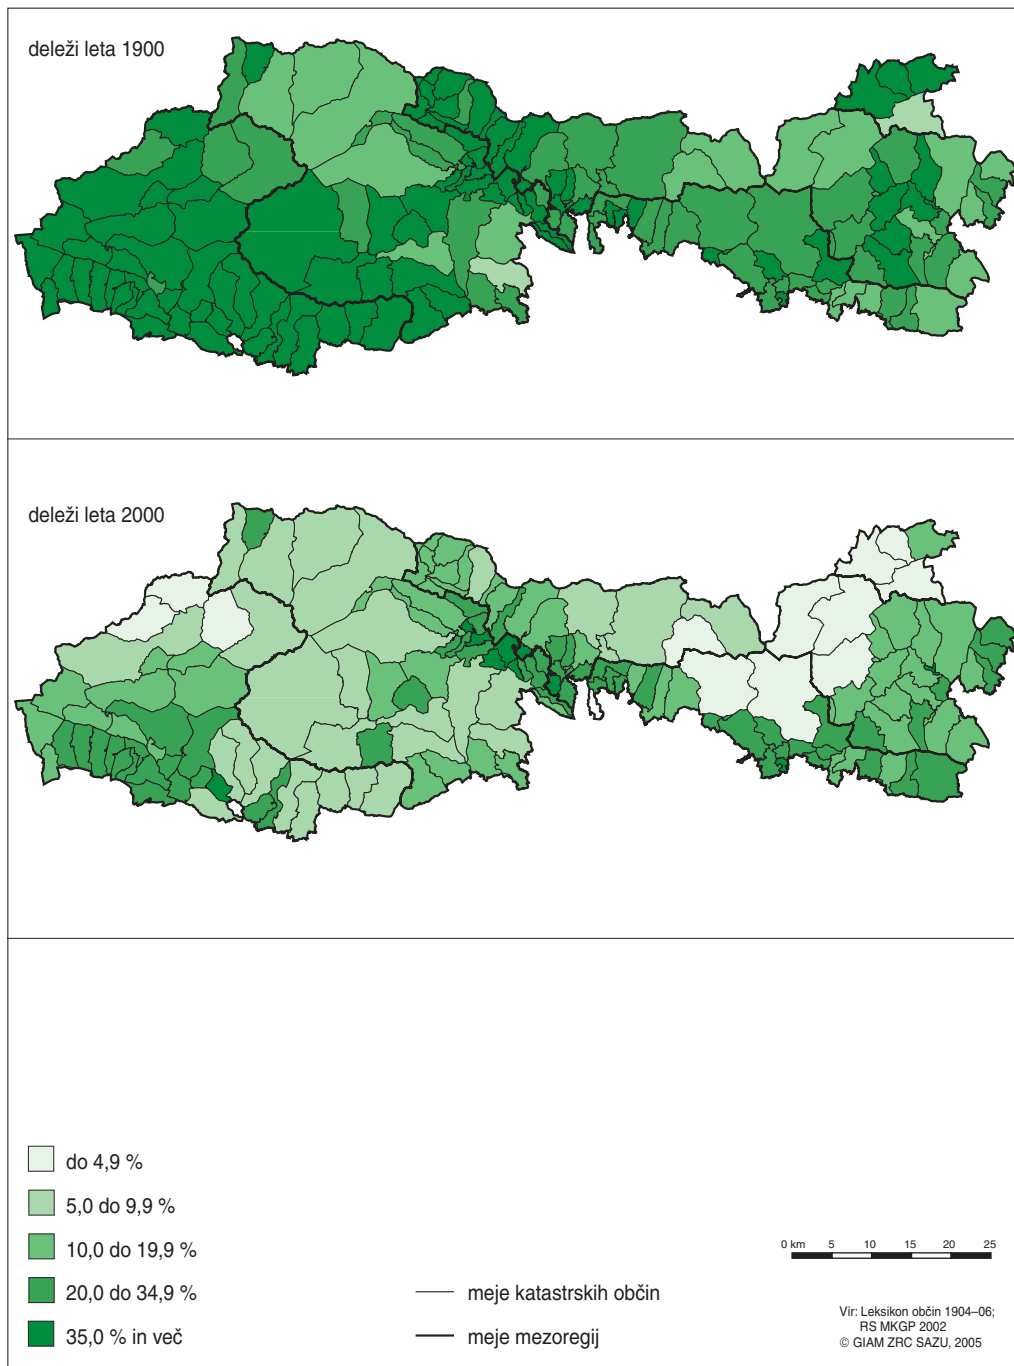 deleži leta 1900
deleži leta 2000
do 4,9 %
5,0 do 9,9 %
10,0 do 19,9 %
20,0 do 34,9 %
35,0 % in več
meje katastrskih občin
meje mezoregij
0 km 5 10 15 20 25
Vir: Leksikon občin 1904–06;
RS MKGP 2002
© GIAM ZRC SAZU, 2005